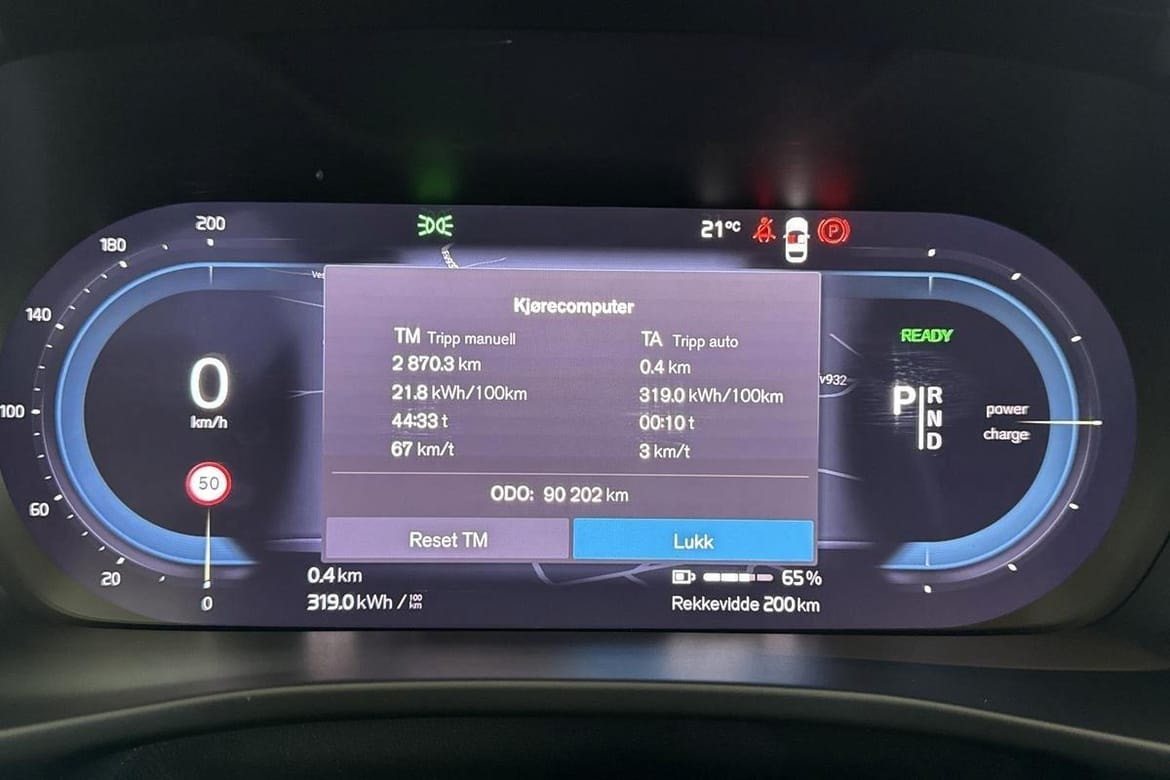 200
180
140
100
60
20
0
21°C
P
Ves
0
km/h
50
Kjørecomputer
TM Tripp manuell
2 870.3 km
21.8 kWh/100km
44:33 t
67 km/t
TA Tripp auto
0.4 km
319.0 kWh/100km
00:10 t
3 km/t
ODO: 90 202 km
Reset TM
Lukk
v932
READY
P R
N
D
power
charge
0.4 km
319.0 kWh / 100 km
65 %
Rekkevidde 200 km